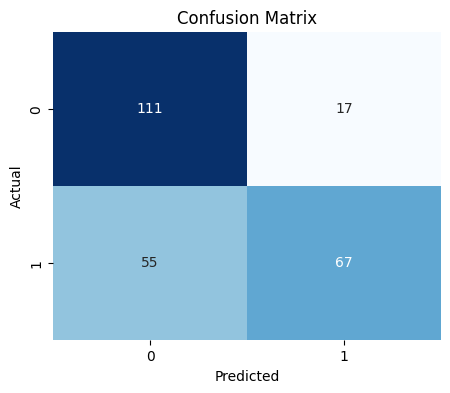 Confusion Matrix
Actual
0
111
17
1
55
67
0
1
Predicted